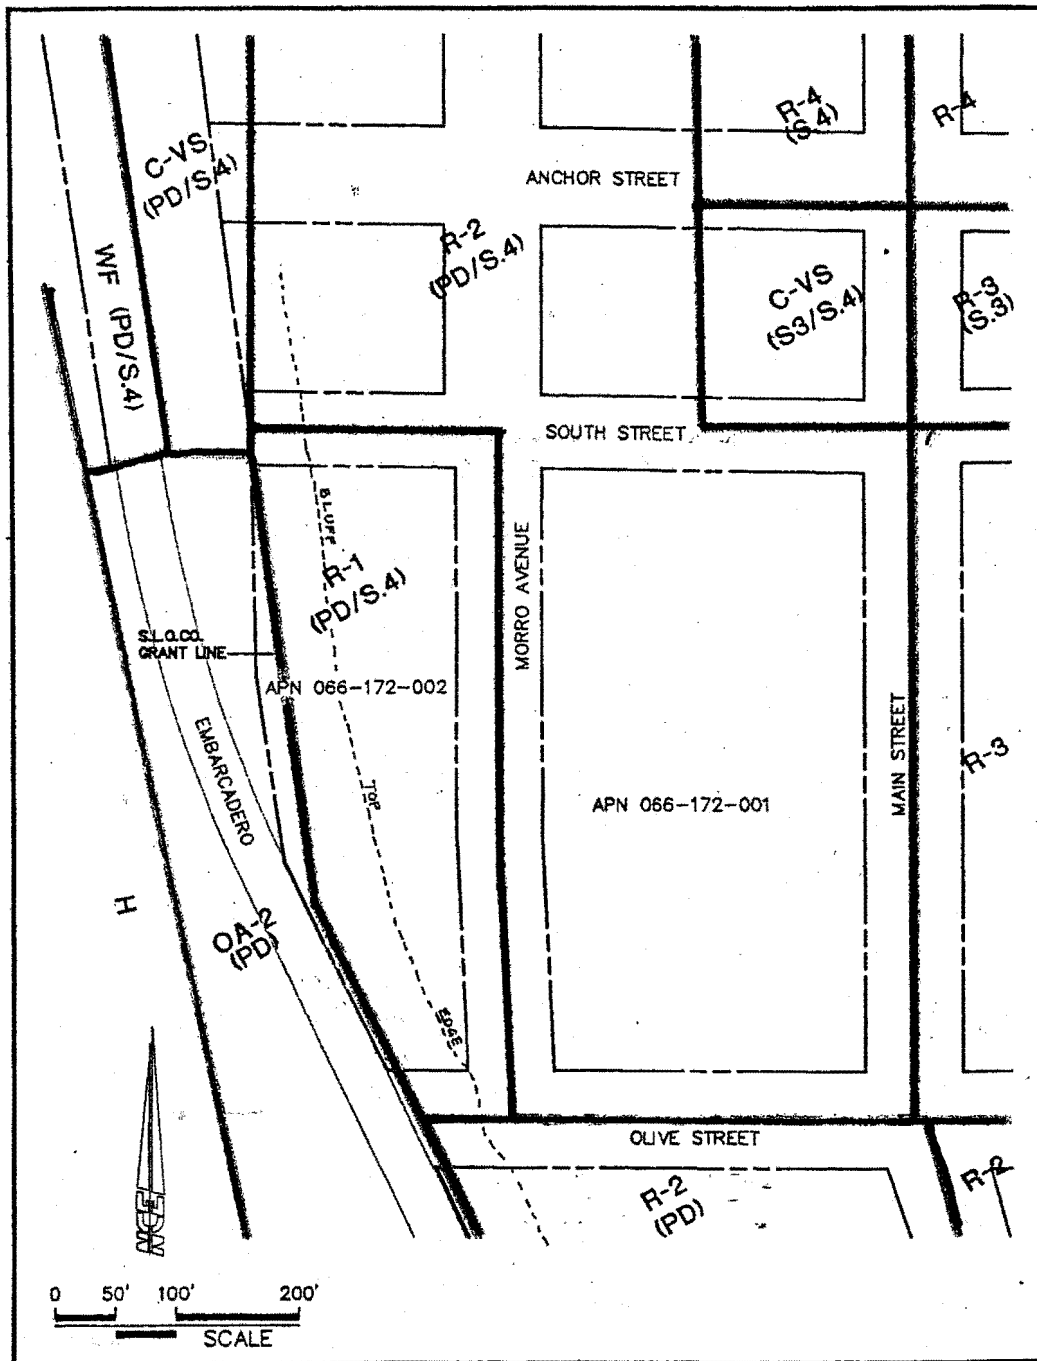 R-4
(S.4)
R-4
C-VS
(PD/S.4)
ANCHOR STREET
R-2
(PD/S.4)
WF (PD/S.4)
C-VS
(S3/S.4)
R-3
(S.3)
SOUTH STREET
BLUFF
R-1
(PD/S.4)
MORRO AVENUE
S.L.O.CO.
GRANT LINE
APN 066-172-002
EMBARCADERO
TOP
MAIN STREET
R-3
APN 066-172-001
H
OA-2
(PD)
EDGE
OLIVE STREET
R-2
(PD)
R-2
NCE
0 50' 100' 200'
SCALE